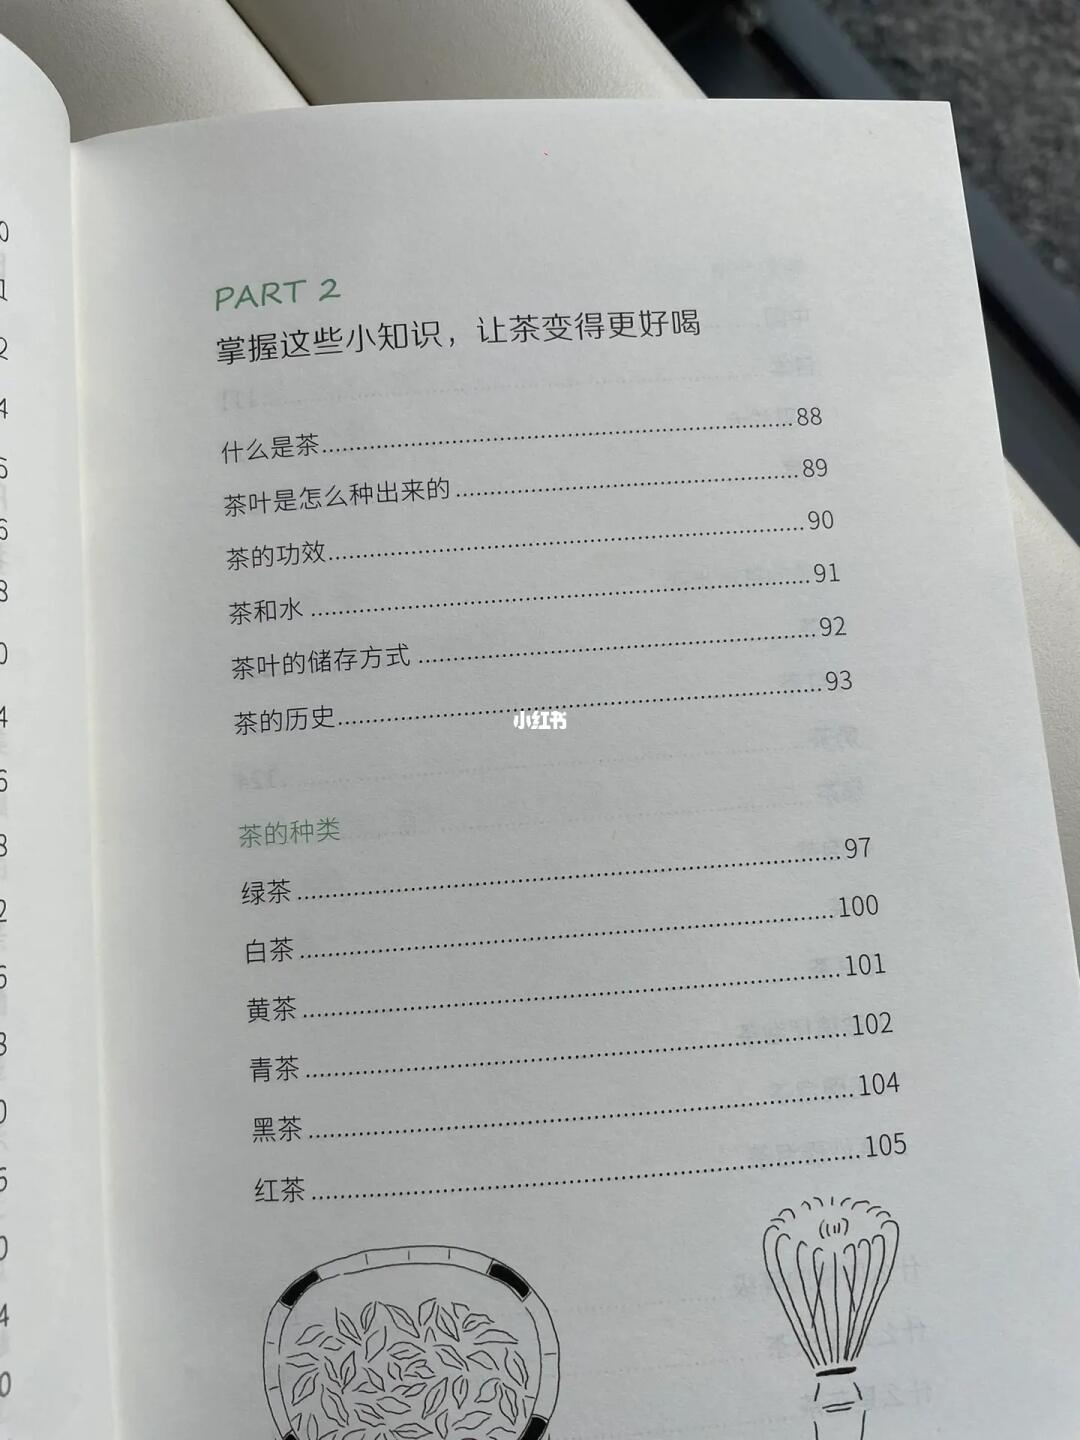 PART 2
掌握这些小知识，让茶变得更好喝
什么是茶....................88
茶叶是怎么种出来的....................89
茶的功效....................90
茶和水....................91
茶叶的储存方式....................92
茶的历史....................93
小红书
茶的种类
绿茶....................97
白茶....................100
黄茶....................101
青茶....................102
黑茶....................104
红茶....................105